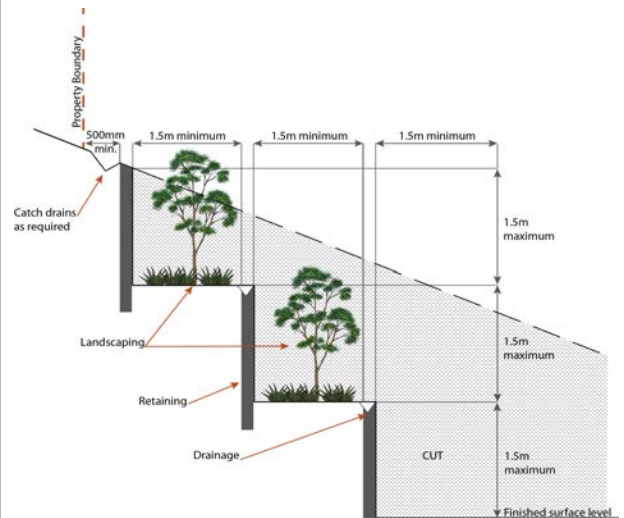 Property Boundary
500mm
min.
1.5m minimum
1.5m minimum
1.5m minimum
Catch drains
as required
1.5m
maximum
Landscaping
1.5m
maximum
Retaining
Drainage
CUT
1.5m
maximum
Finished surface level